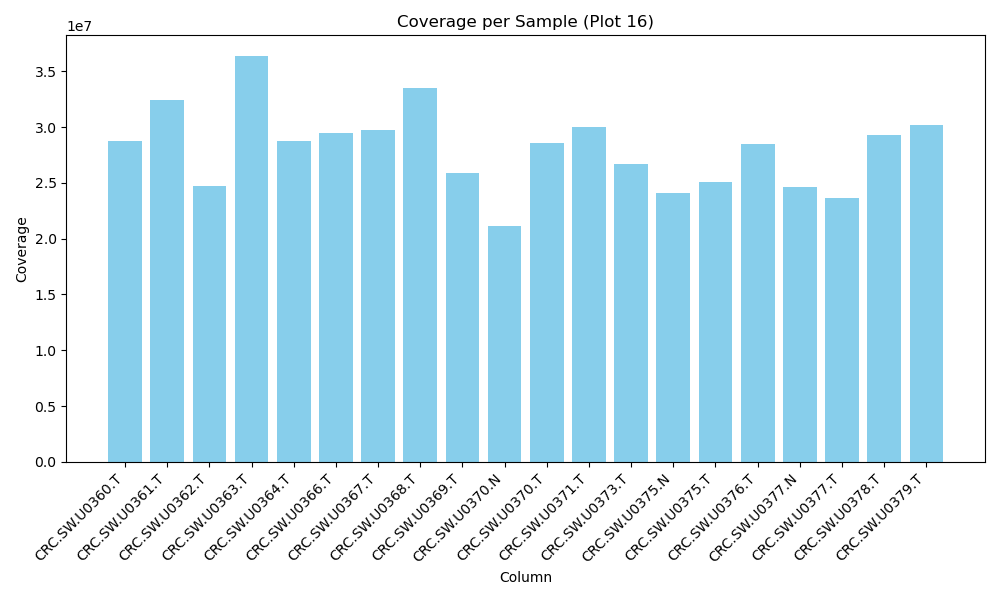 Coverage per Sample (Plot 16)
1e7
3.5
3.0
2.5
2.0
1.5
1.0
0.5
0.0
Coverage
CRC.SW.U0360.T
CRC.SW.U0361.T
CRC.SW.U0362.T
CRC.SW.U0363.T
CRC.SW.U0364.T
CRC.SW.U0366.T
CRC.SW.U0367.T
CRC.SW.U0368.T
CRC.SW.U0369.T
CRC.SW.U0370.N
CRC.SW.U0370.T
CRC.SW.U0371.T
CRC.SW.U0373.T
CRC.SW.U0375.N
CRC.SW.U0375.T
CRC.SW.U0376.T
CRC.SW.U0377.N
CRC.SW.U0377.T
CRC.SW.U0378.T
CRC.SW.U0379.T
Column